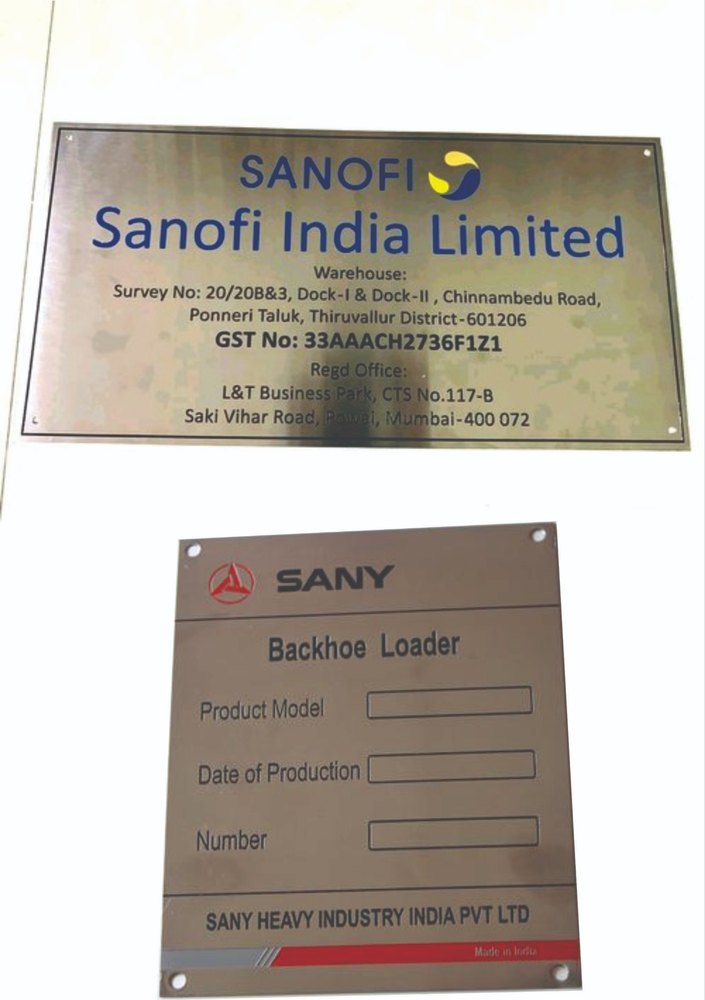 SANOFI
Sanofi India Limited
Warehouse:
Survey No: 20/20B&3, Dock-I & Dock-II , Chinnambedu Road,
Ponneri Taluk, Thiruvallur District-601206
GST No: 33AAACH2736F1Z1
Regd Office:
L&T Business Park, CTS No.117-B
Saki Vihar Road, Powai, Mumbai-400 072
SANY
Backhoe Loader
Product Model
Date of Production
Number
SANY HEAVY INDUSTRY INDIA PVT LTD
Made in India